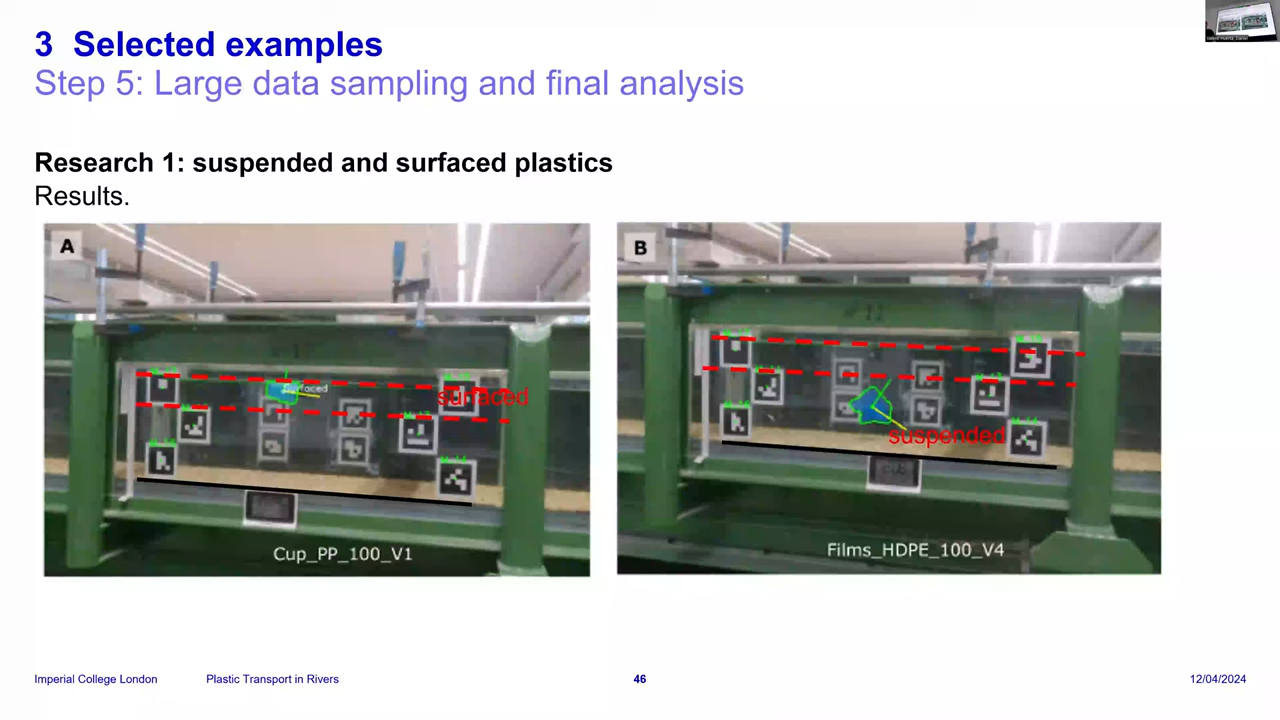 3 Selected examples
Step 5: Large data sampling and final analysis
Research 1: suspended and surfaced plastics
Results.
A
surfaced
surfaced
Cup_PP_100_V1
B
suspended
Films_HDPE_100_V4
Imperial College London
Plastic Transport in Rivers
46
12/04/2024